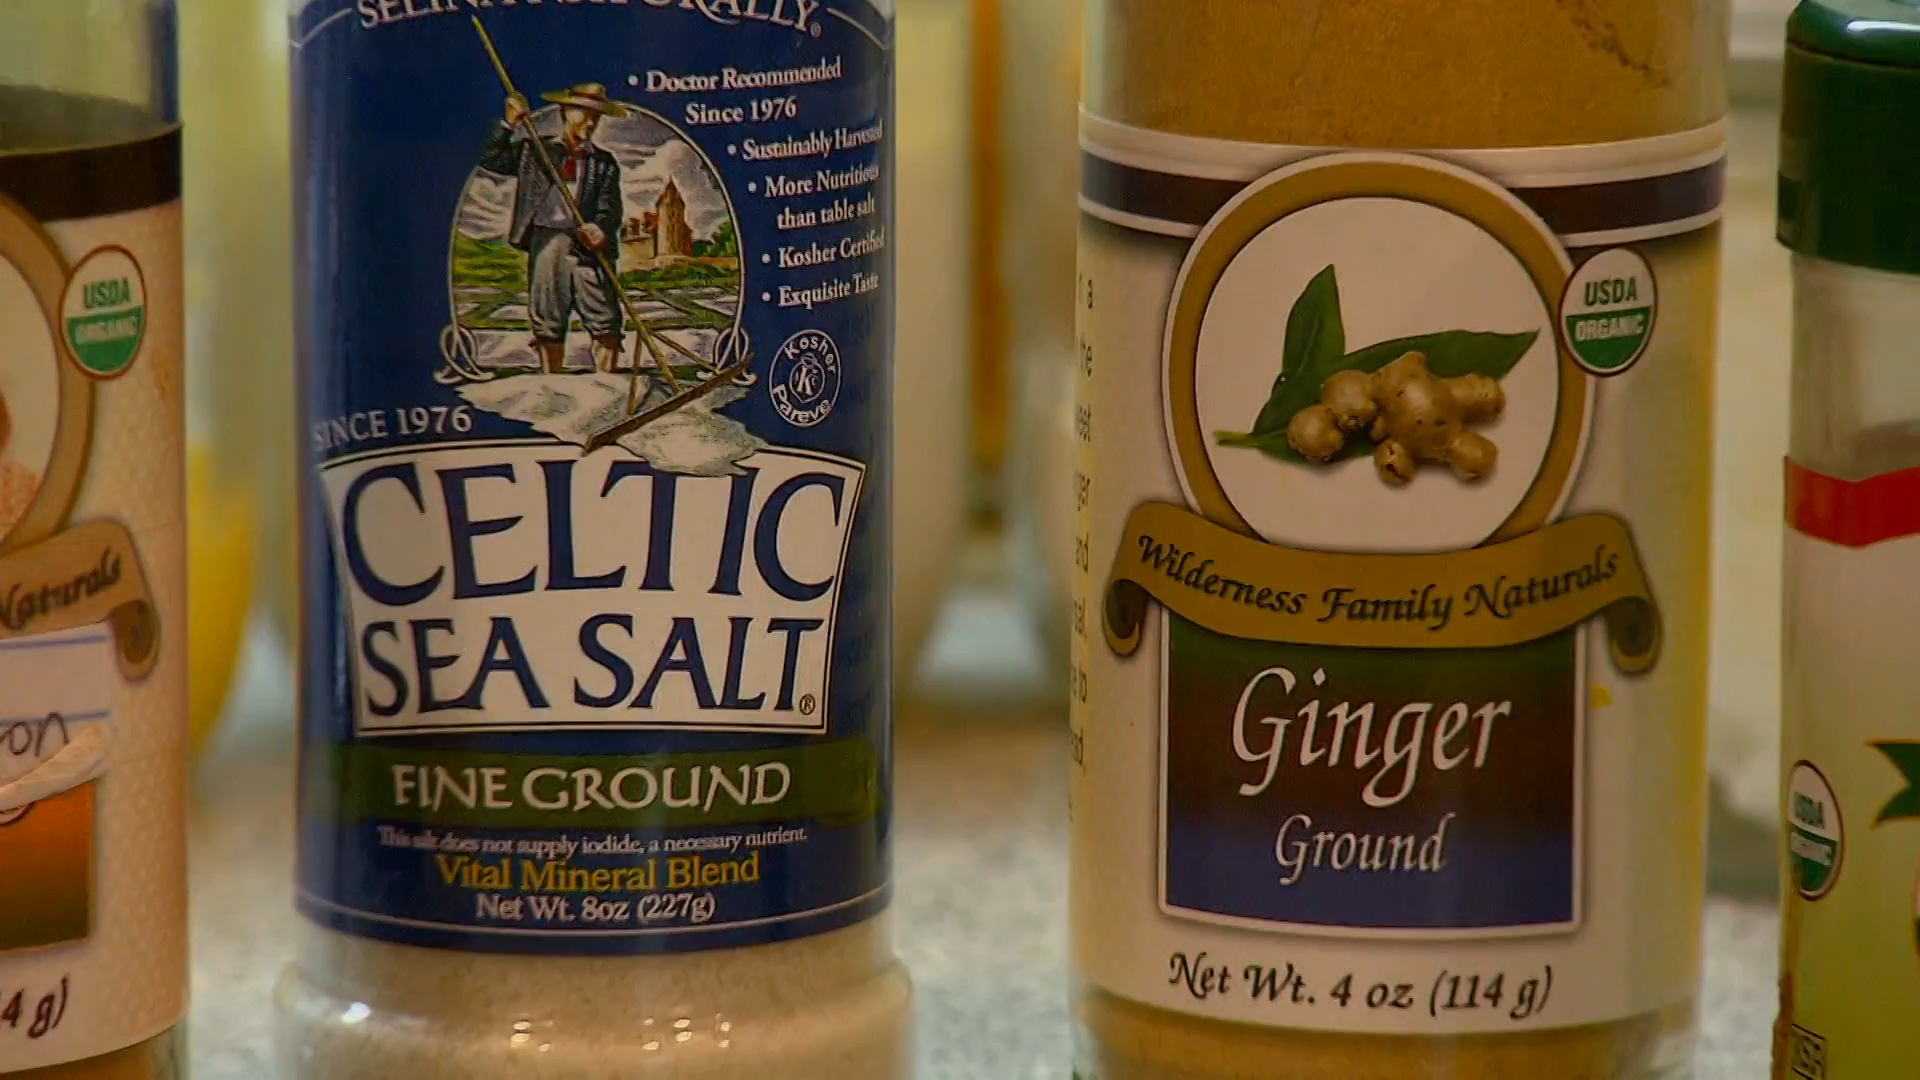 SELINA NATURALLY®
• Doctor Recommended
Since 1976
• Sustainably Harvested
• More Nutritious
than table salt
• Kosher Certified
• Exquisite Taste
Kosher
K
Pareve
SINCE 1976
CELTIC
SEA SALT®
FINE GROUND
This salt does not supply iodide, a necessary nutrient.
Vital Mineral Blend
Net Wt. 8oz (227g)
USDA
ORGANIC
Wilderness Family Naturals
Ginger
Ground
Net Wt. 4 oz (114 g)
USDA
ORGANIC
Naturals
on
4 g)
USDA
ORGANIC